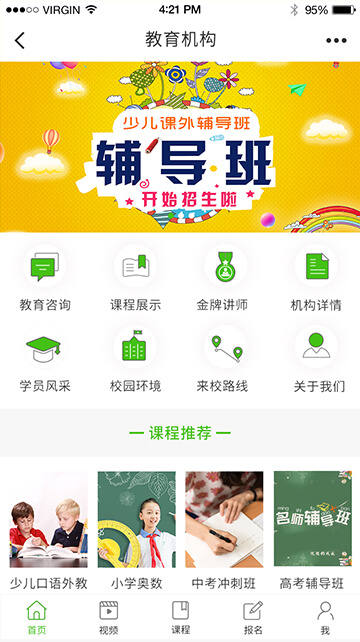 VIRGIN 4:21 PM 95%
教育机构
少儿课外辅导班
辅导班
开始招生啦
教育咨询 课程展示 金牌讲师 机构详情
学员风采 校园环境 来校路线 关于我们
课程推荐
名师辅导班
少儿口语外教 小学奥数 中考冲刺班 高考辅导班
首页 视频 课程 报名 我